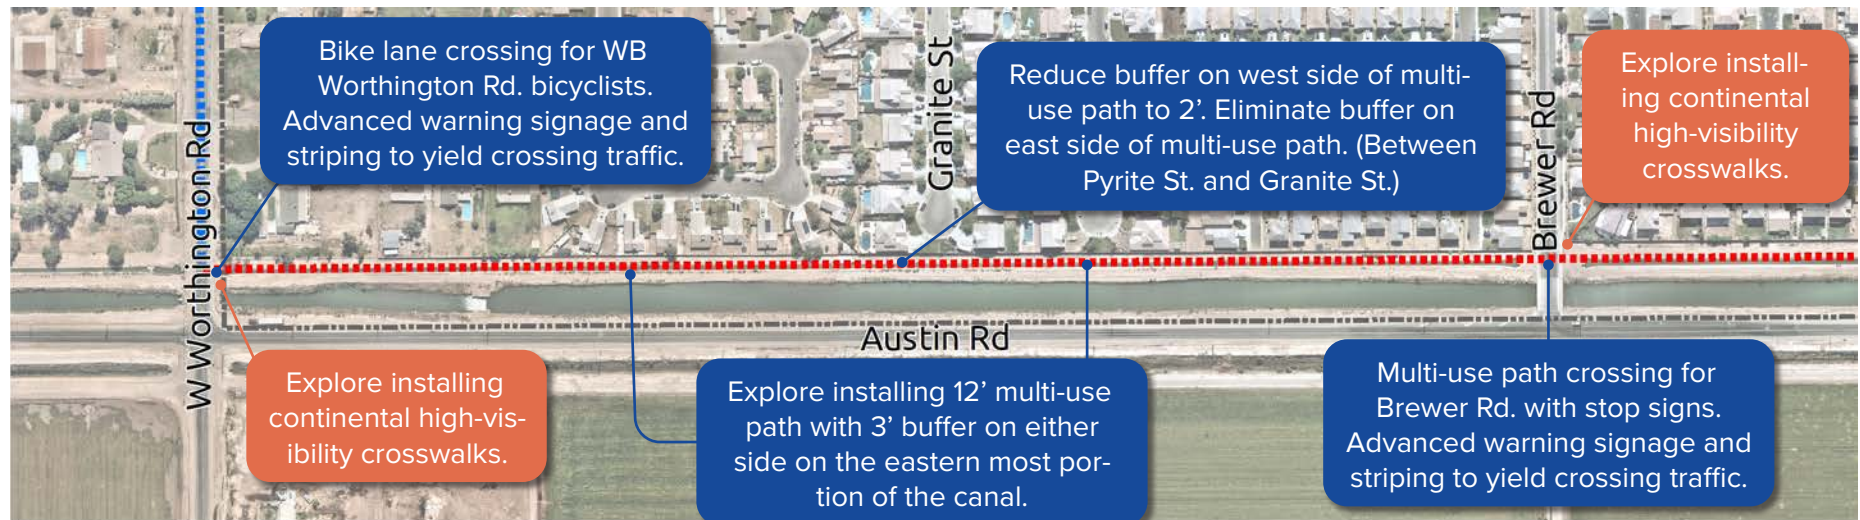 Bike lane crossing for WB
Worthington Rd. bicyclists.
Advanced warning signage and
striping to yield crossing traffic.
Granite St
Reduce buffer on west side of multi-
use path to 2’. Eliminate buffer on
east side of multi-use path. (Between
Pyrite St. and Granite St.)
Brewer Rd
Explore install-
ing continental
high-visibility
crosswalks.
W Worthington Rd
Austin Rd
Explore installing
continental high-vis-
ibility crosswalks.
Explore installing 12’ multi-use
path with 3’ buffer on either
side on the eastern most por-
tion of the canal.
Multi-use path crossing for
Brewer Rd. with stop signs.
Advanced warning signage and
striping to yield crossing traffic.